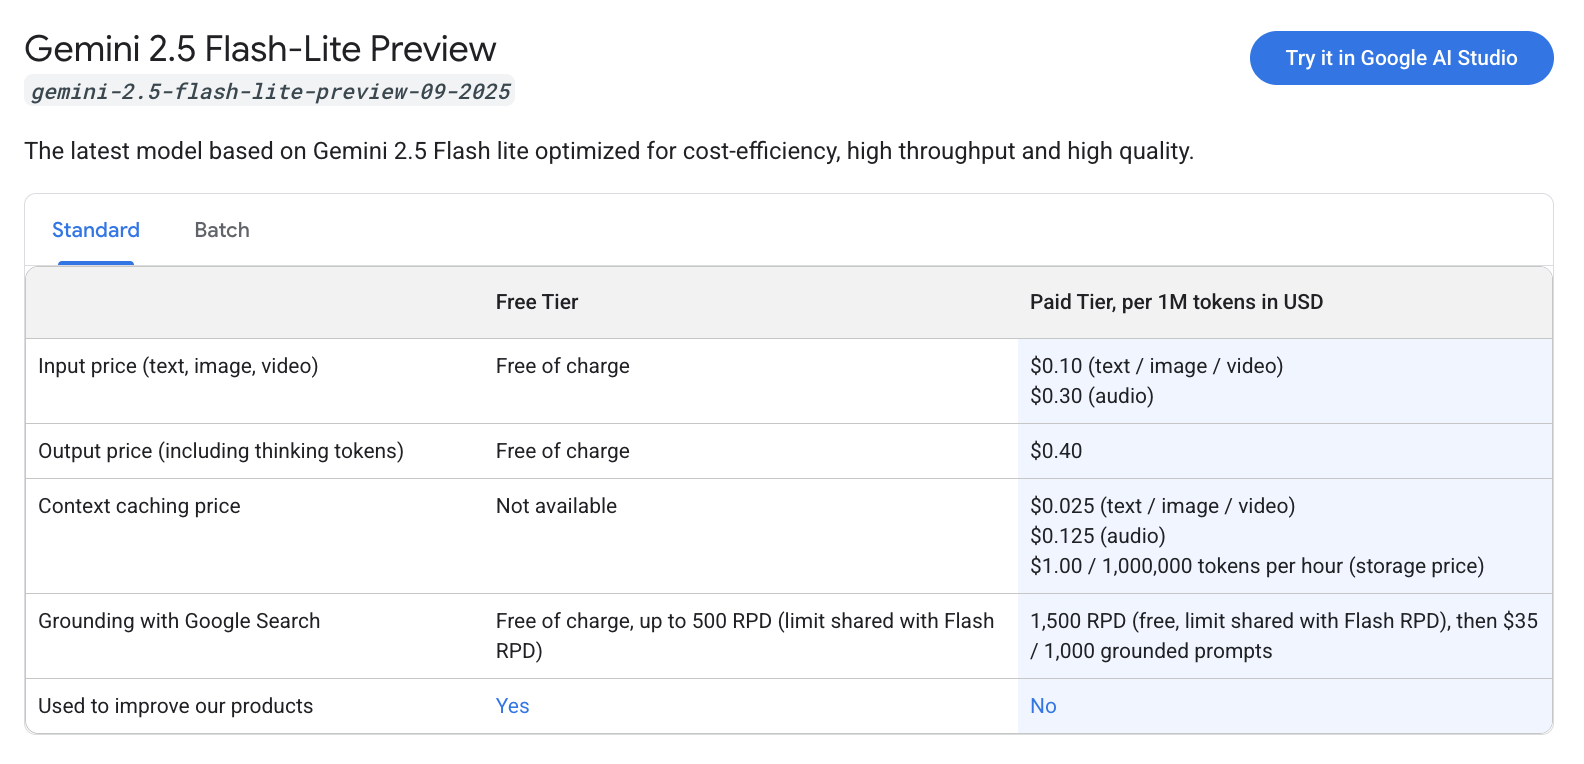 Gemini 2.5 Flash-Lite Preview
Try it in Google AI Studio
gemini-2.5-flash-lite-preview-09-2025
The latest model based on Gemini 2.5 Flash lite optimized for cost-efficiency, high throughput and high quality.
Standard Batch
Free Tier Paid Tier, per 1M tokens in USD
Input price (text, image, video) Free of charge $0.10 (text / image / video)
$0.30 (audio)
Output price (including thinking tokens) Free of charge $0.40
Context caching price Not available $0.025 (text / image / video)
$0.125 (audio)
$1.00 / 1,000,000 tokens per hour (storage price)
Grounding with Google Search Free of charge, up to 500 RPD (limit shared with Flash 1,500 RPD (free, limit shared with Flash RPD), then $35
RPD) / 1,000 grounded prompts
Used to improve our products Yes No